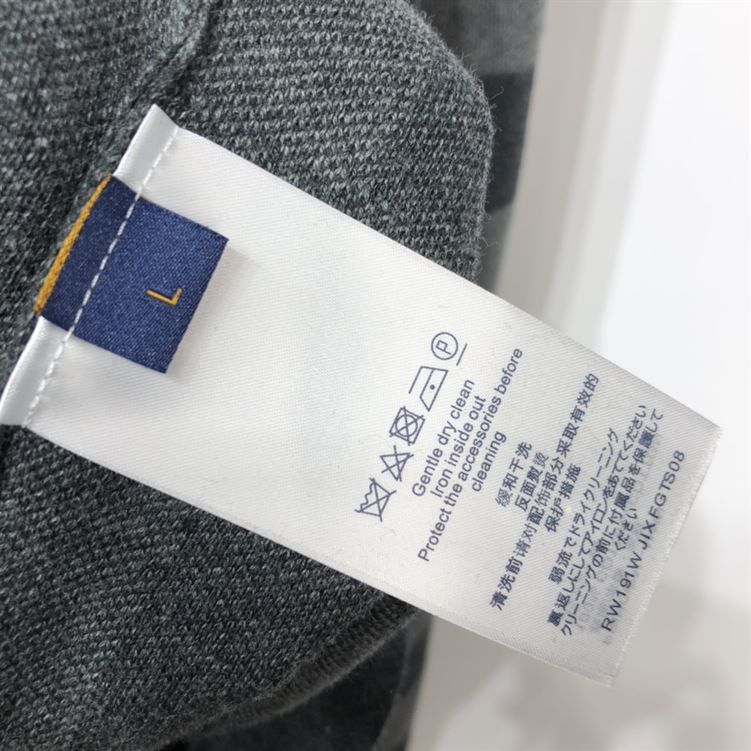 L
P
Gentle dry clean
Iron inside out
Protect the accessories before
cleaning
缓和干洗
反面熨烫
清洗前请对配饰部分采取有效的
保护措施
弱流でドライクリーニング
裏返しにしてアイロンをあててください
クリーニングの前に付属品を保護して
ください
RW191W JIX FGTS08